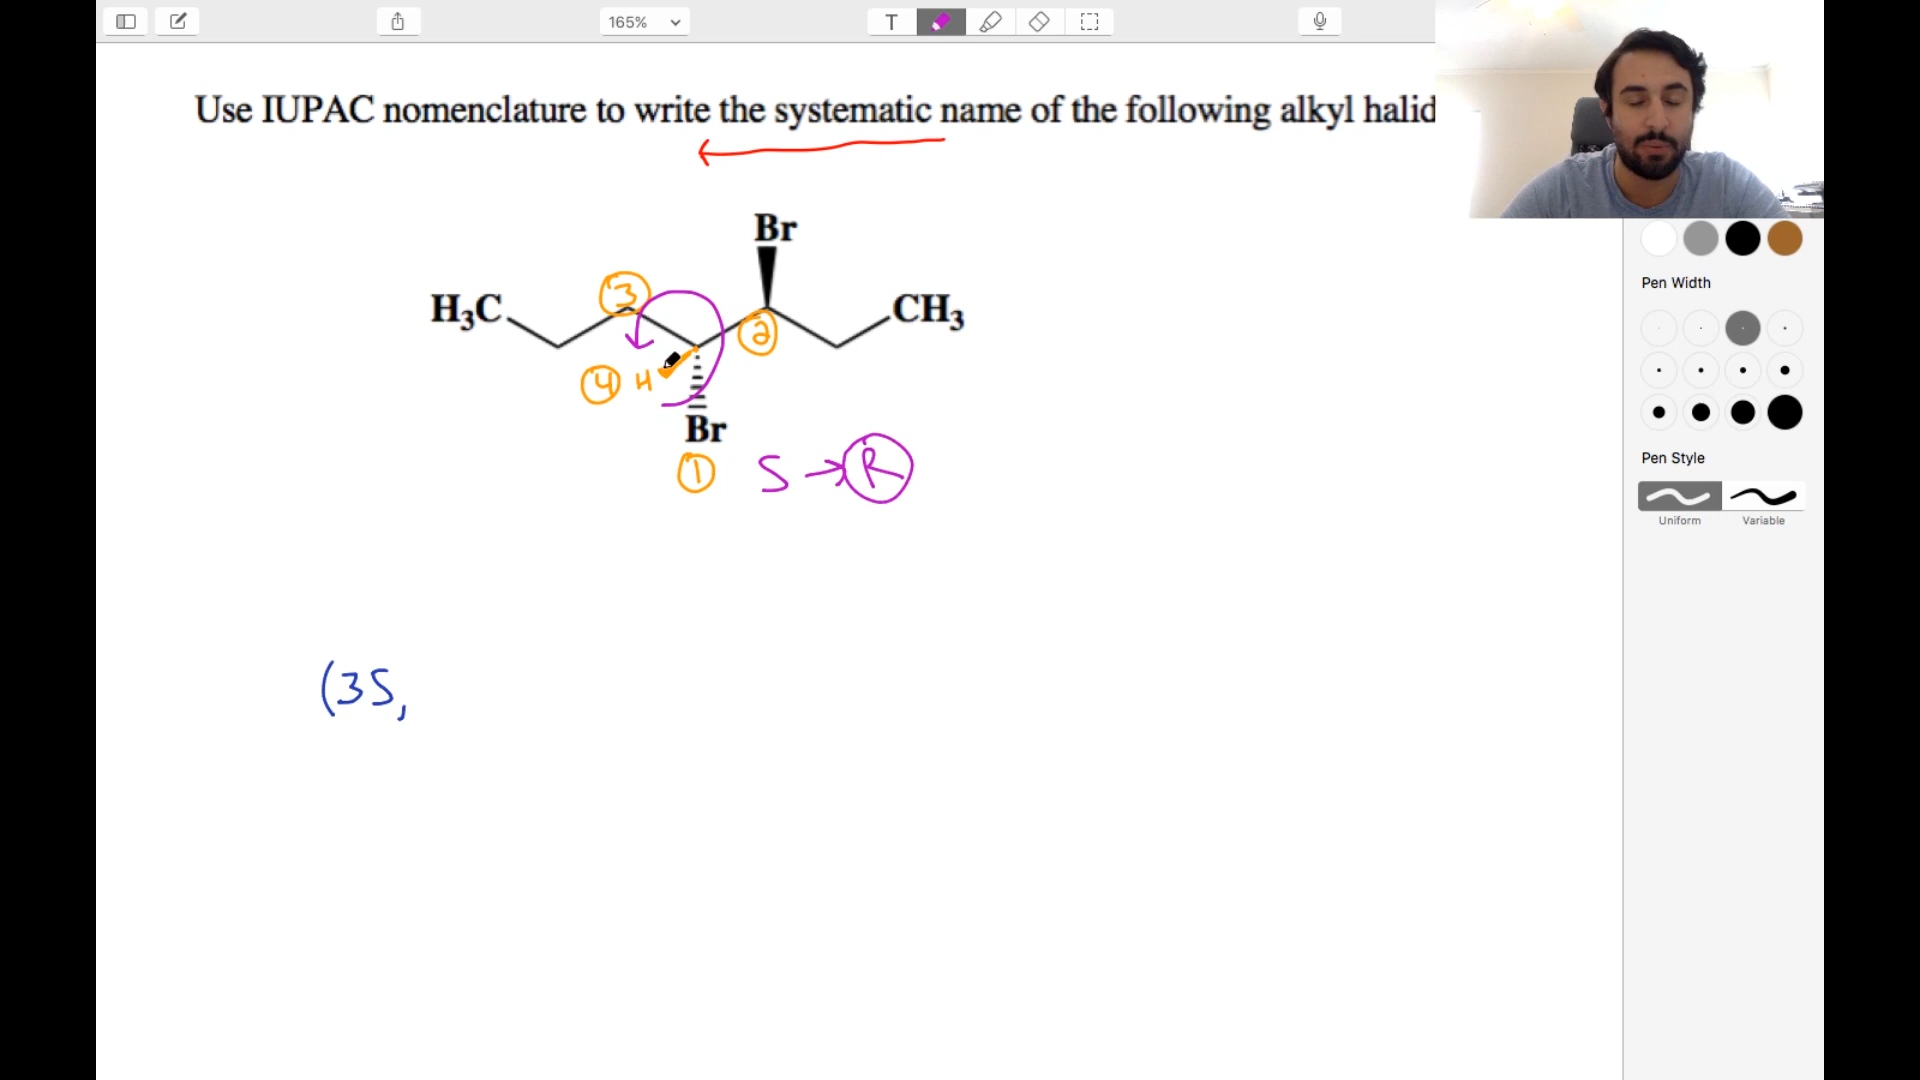 165%
T
Use IUPAC nomenclature to write the systematic name of the following alkyl halid
Br
H₃C
3
2
CH₃
4 H
Br
1 S → R
(3S,
Pen Width
Pen Style
Uniform Variable